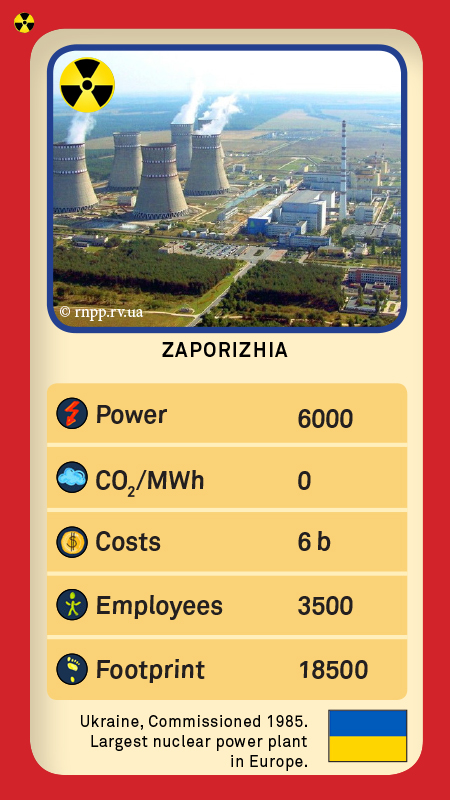 © rnpp.rv.ua
ZAPORIZHIA
Power 6000
CO₂/MWh 0
Costs 6 b
Employees 3500
Footprint 18500
Ukraine, Commissioned 1985.
Largest nuclear power plant
in Europe.